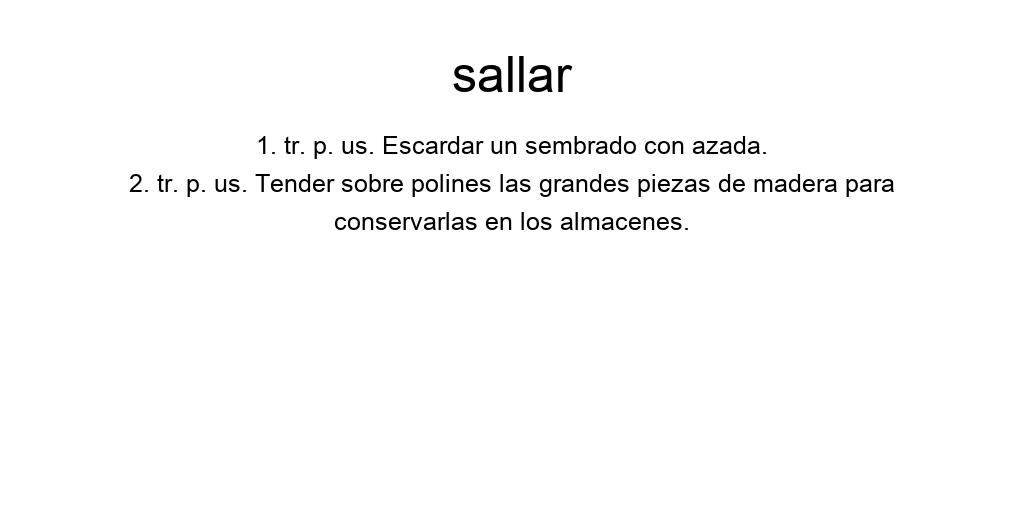 sallar
1. tr. p. us. Escardar un sembrado con azada.
2. tr. p. us. Tender sobre polines las grandes piezas de madera para
conservarlas en los almacenes.